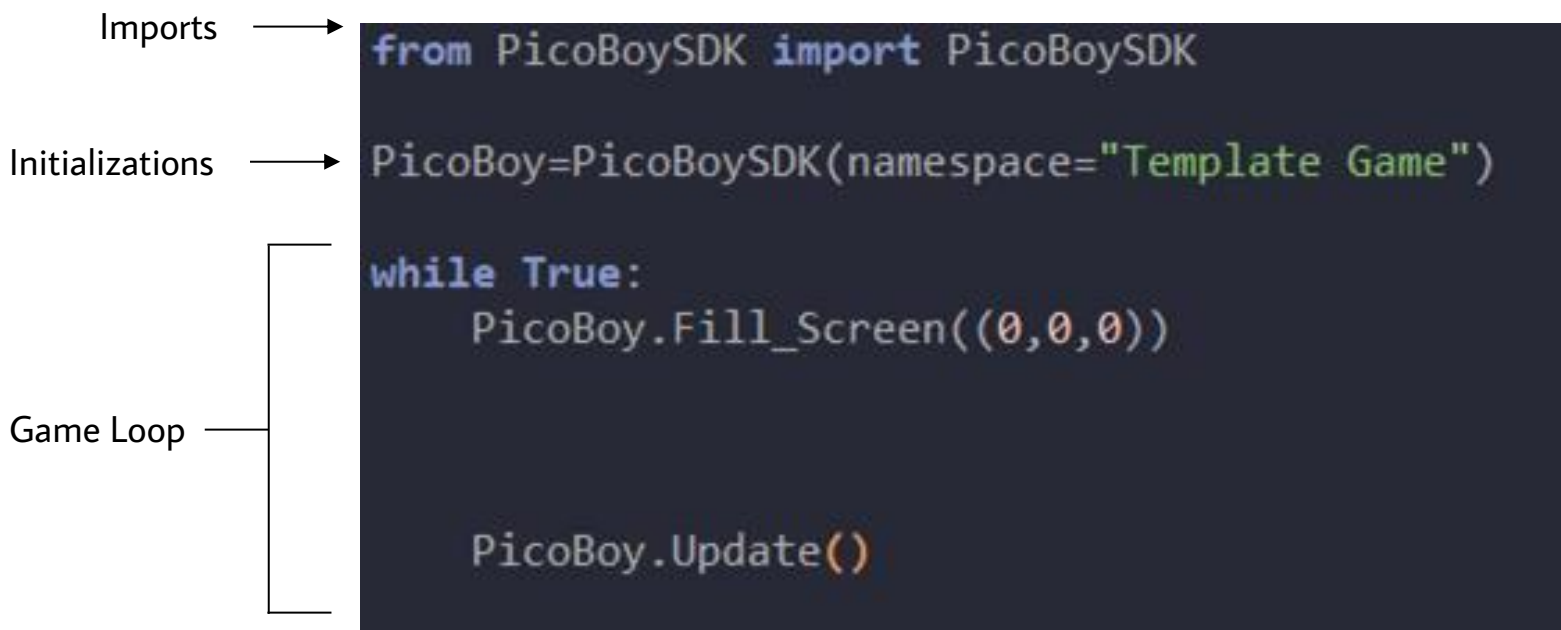 Imports
from PicoBoySDK import PicoBoySDK
Initializations
PicoBoy=PicoBoySDK(namespace="Template Game")
while True:
PicoBoy.Fill_Screen((0,0,0))
Game Loop
PicoBoy.Update()